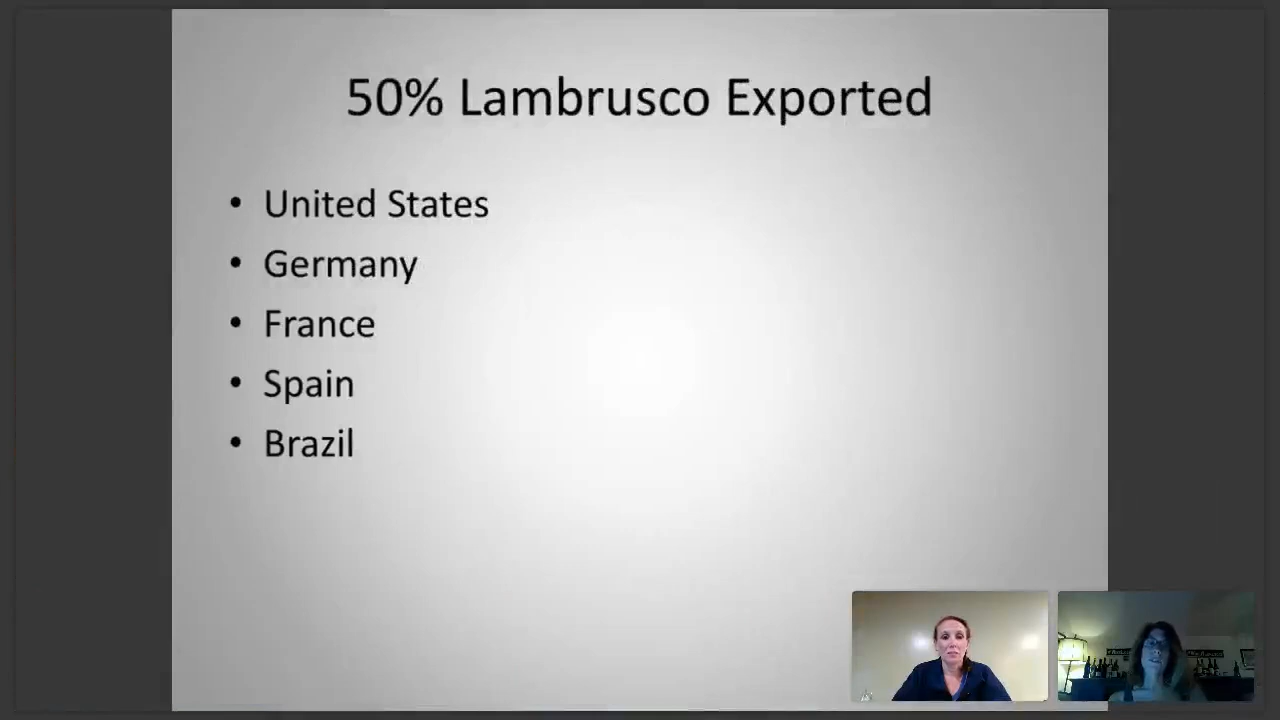 50% Lambrusco Exported
• United States
• Germany
• France
• Spain
• Brazil